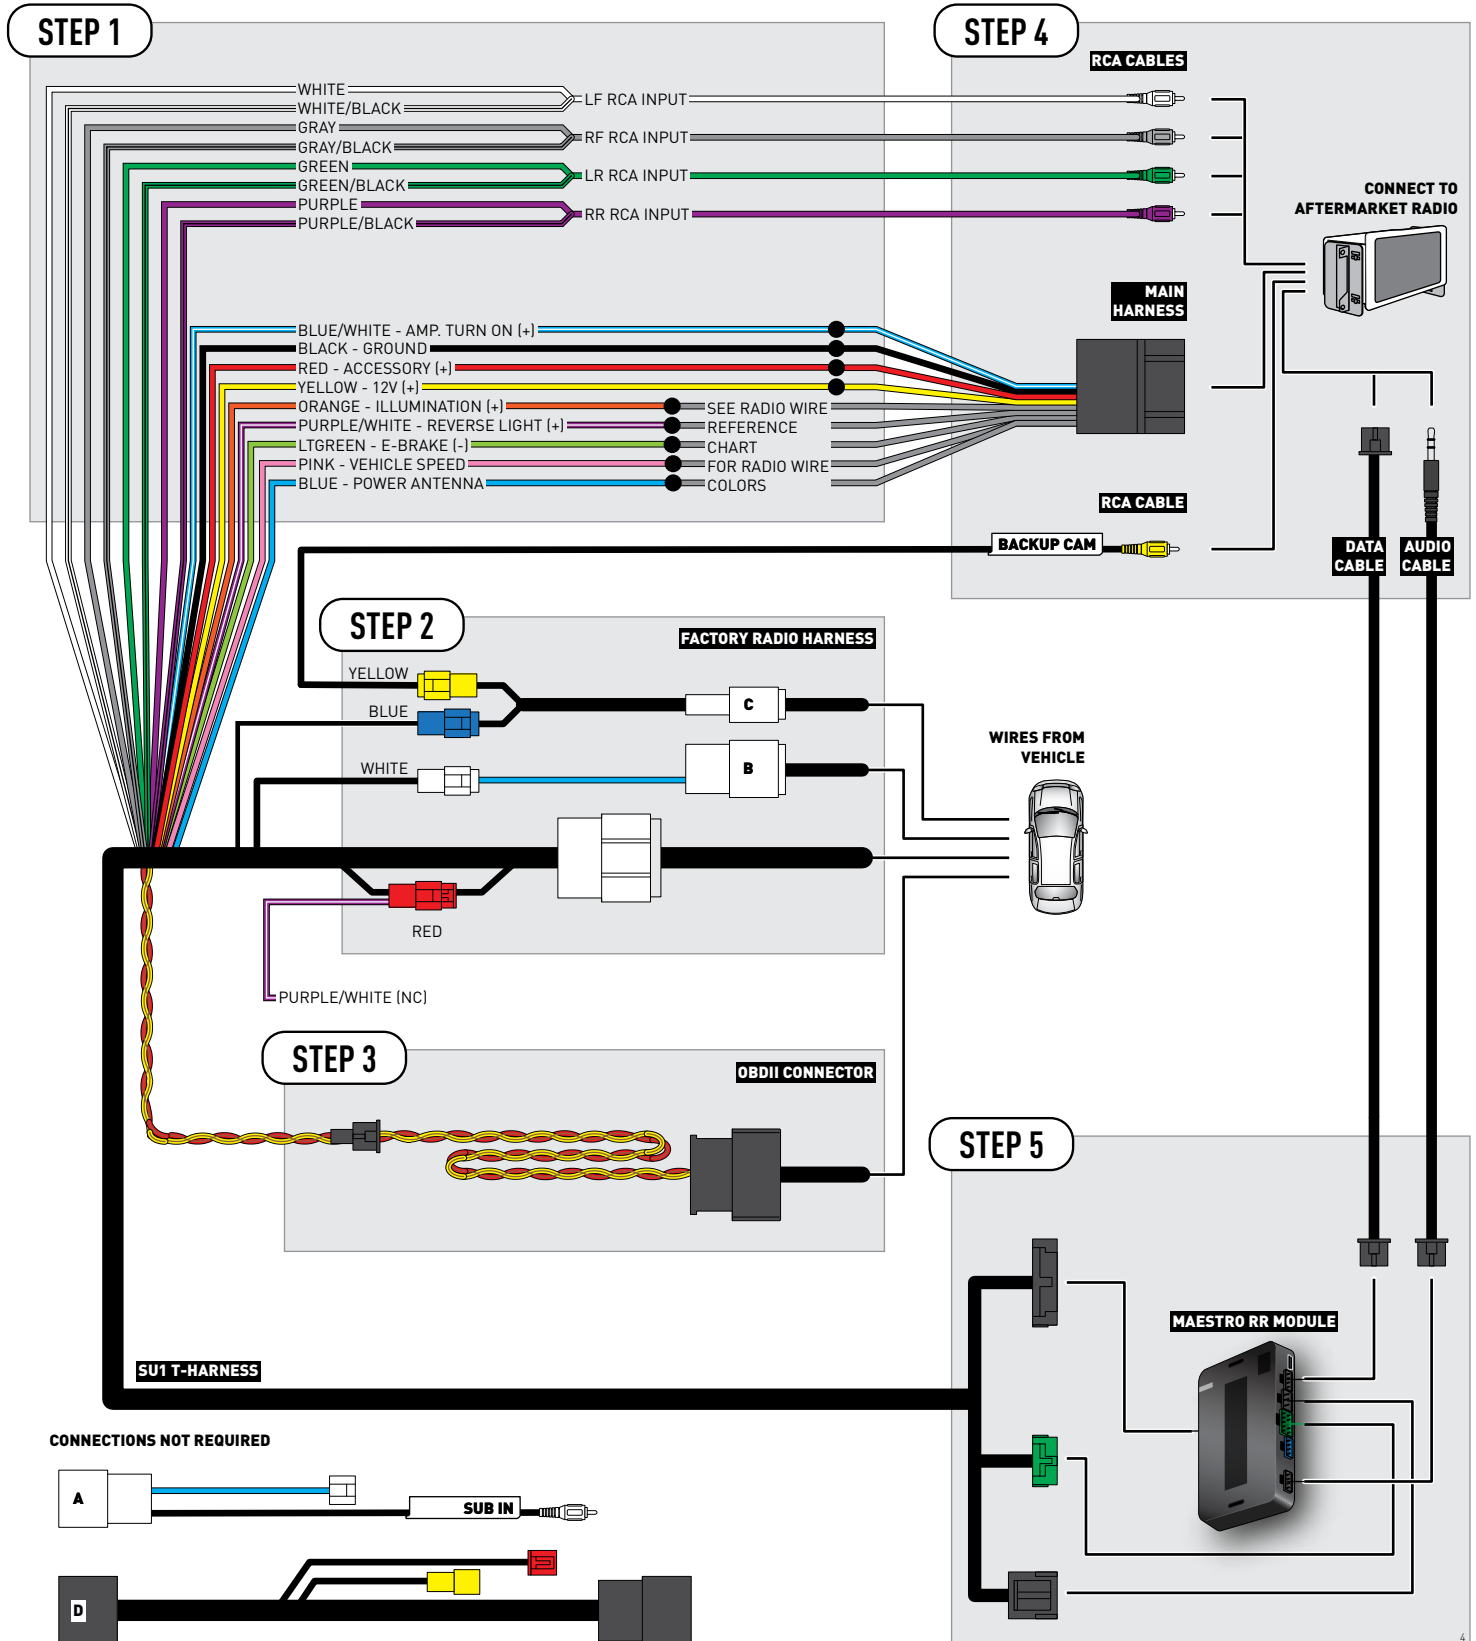 STEP 1
WHITE
WHITE/BLACK
GRAY
GRAY/BLACK
GREEN
GREEN/BLACK
PURPLE
PURPLE/BLACK
LF RCA INPUT
RF RCA INPUT
LR RCA INPUT
RR RCA INPUT
BLUE/WHITE - AMP. TURN ON (+)
BLACK - GROUND
RED - ACCESSORY (+)
YELLOW - 12V (+)
ORANGE - ILLUMINATION (+)
PURPLE/WHITE - REVERSE LIGHT (+)
LTGREEN - E-BRAKE (-)
PINK - VEHICLE SPEED
BLUE - POWER ANTENNA
SEE RADIO WIRE
REFERENCE
CHART
FOR RADIO WIRE
COLORS
STEP 4
RCA CABLES
CONNECT TO
AFTERMARKET RADIO
MAIN
HARNESS
RCA CABLE
BACKUP CAM
DATA
CABLE
AUDIO
CABLE
STEP 2
FACTORY RADIO HARNESS
YELLOW
BLUE
WHITE
C
B
RED
PURPLE/WHITE (NC)
WIRES FROM
VEHICLE
STEP 3
OBDII CONNECTOR
STEP 5
MAESTRO RR MODULE
SU1 T-HARNESS
CONNECTIONS NOT REQUIRED
A
SUB IN
D
4